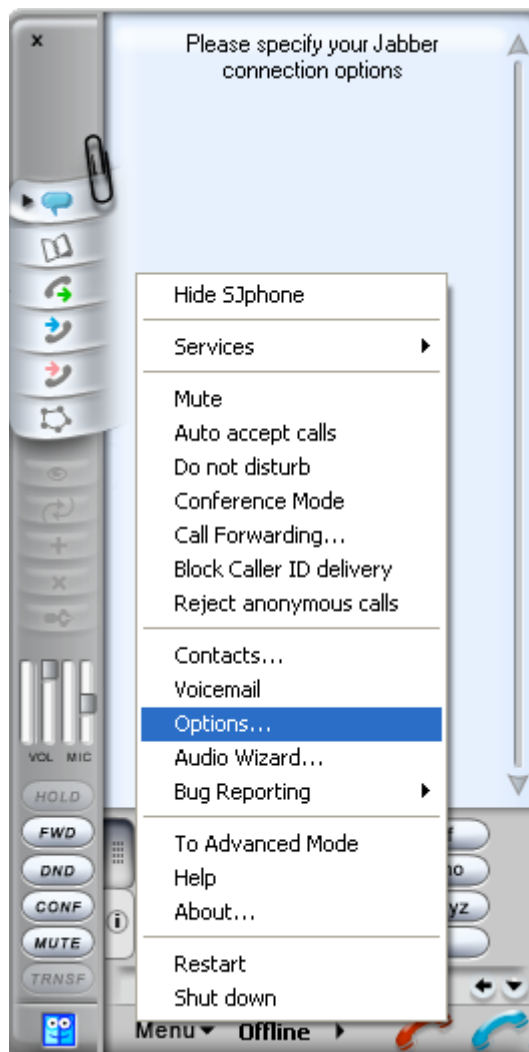 x
Please specify your Jabber
connection options
Hide SJphone
Services
Mute
Auto accept calls
Do not disturb
Conference Mode
Call Forwarding...
Block Caller ID delivery
Reject anonymous calls
Contacts...
Voicemail
Options...
Audio Wizard...
Bug Reporting
To Advanced Mode
Help
About...
Restart
Shut down
VOL MIC
HOLD
FWD
DND
CONF
MUTE
TRNSF
f
no
yz
i
Menu Offline